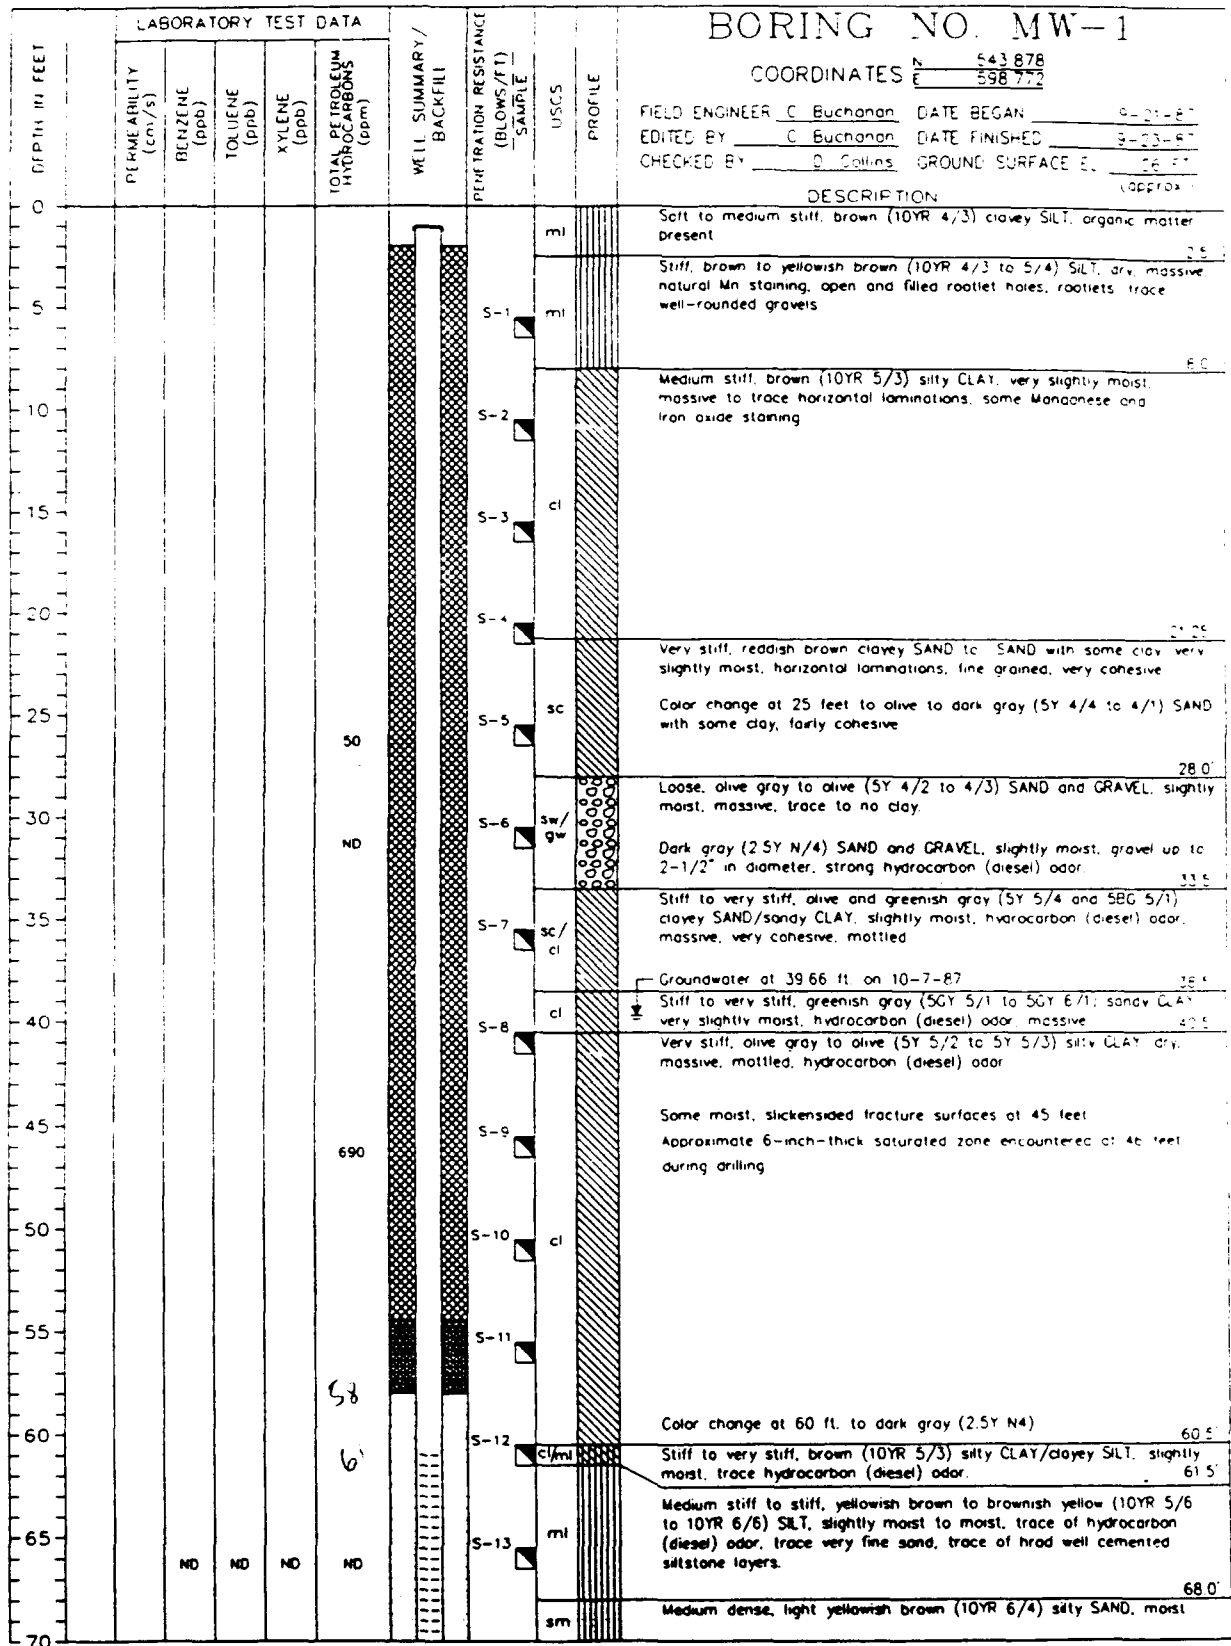 BORING NO. MW-1
COORDINATES N 543 878
E 598 772
FIELD ENGINEER C Buchanan DATE BEGAN 9-21-87
EDITED BY C Buchanan DATE FINISHED 9-23-87
CHECKED BY D. Collins GROUND SURFACE
(approx
DESCRIPTION
LABORATORY TEST DATA
DEPTH IN FEET
PERMEABILITY
(cm/s)
BENZENE
(ppb)
TOLUENE
(ppb)
XYLENE
(ppb)
TOTAL PETROLEUM
HYDROCARBONS
(ppm)
WELL SUMMARY/
BACKFILL
PENETRATION RESISTANCE
(BLOWS/FT)
SAMPLE
USCS
PROFILE
0
ml
Soft to medium stiff, brown (10YR 4/3) clayey SILT, organic matter
present
2.5
Stiff, brown to yellowish brown (10YR 4/3 to 5/4) SILT, dry, massive
natural Mn staining, open and filled rootlet holes, rootlets trace
well-rounded gravels
5
S-1
ml
Medium stiff, brown (10YR 5/3) silty CLAY, very slightly moist,
massive to trace horizontal laminations, some Manganese and
Iron oxide staining
10
S-2
cl
15
S-3
20
S-4
21.25
Very stiff, reddish brown clayey SAND to SAND with some clay very
slightly moist, horizontal laminations, fine grained, very cohesive
sc
Color change at 25 feet to olive to dark gray (5Y 4/4 to 4/1) SAND
with some clay, fairly cohesive
25
S-5
50
28.0'
Loose, olive gray to olive (5Y 4/2 to 4/3) SAND and GRAVEL, slightly
moist, massive, trace to no clay.
30
S-6
sw/
gw
ND
Dark gray (2.5Y N/4) SAND and GRAVEL, slightly moist, gravel up to
2-1/2" in diameter, strong hydrocarbon (diesel) odor
33.5
Stiff to very stiff, olive and greenish gray (5Y 5/4 and 5BG 5/1)
clayey SAND/sandy CLAY, slightly moist, hydrocarbon (diesel) odor,
massive, very cohesive, mottled
35
S-7
sc/
cl
Groundwater at 39.66 ft. on 10-7-87
38.5
Stiff to very stiff, greenish gray (5GY 5/1 to 5GY 6/1) sandy CLAY
very slightly moist, hydrocarbon (diesel) odor, massive
40.5
cl
40
S-8
Very stiff, olive gray to olive (5Y 5/2 to 5Y 5/3) silty CLAY dry,
massive, mottled, hydrocarbon (diesel) odor
Some moist, slickensided fracture surfaces at 45 feet
45
S-9
Approximate 6-inch-thick saturated zone encountered at 46 feet
during drilling
690
50
S-10
cl
55
S-11
58
Color change at 60 ft. to dark gray (2.5Y N4)
60.5'
60
S-12
cl/ml
Stiff to very stiff, brown (10YR 5/3) silty CLAY/clayey SILT, slightly
moist, trace hydrocarbon (diesel) odor.
61.5'
Medium stiff to stiff, yellowish brown to brownish yellow (10YR 5/6
to 10YR 6/6) SILT, slightly moist to moist, trace of hydrocarbon
(diesel) odor, trace very fine sand, trace of hrad well cemented
siltstone layers.
65
S-13
ml
ND
ND
ND
ND
68.0'
Medium dense, light yellowish brown (10YR 6/4) silty SAND, moist
sm
70